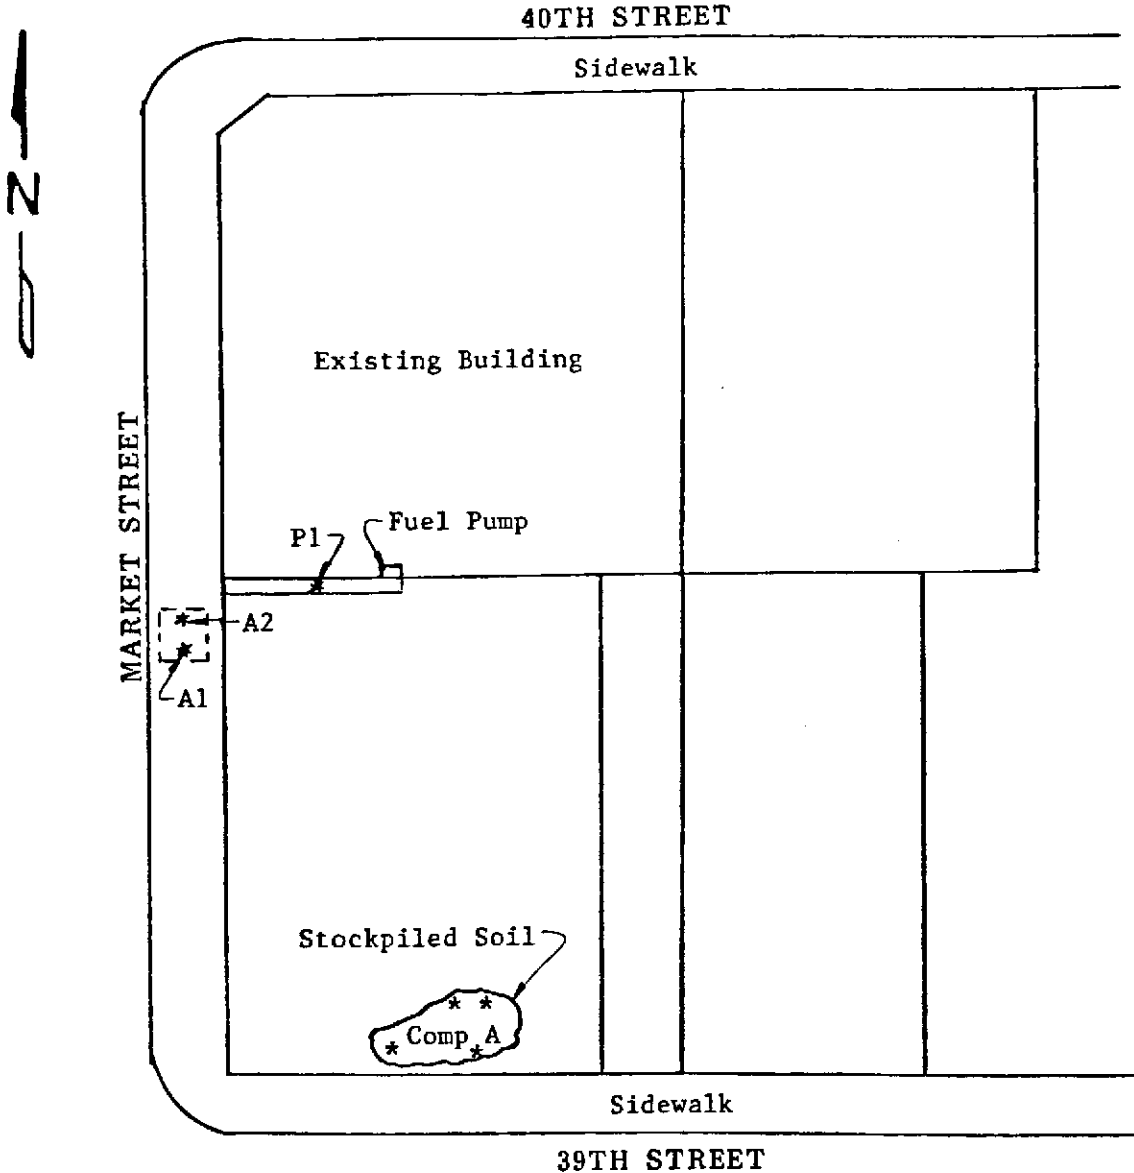 40TH STREET
Sidewalk
N
Existing Building
MARKET STREET
Fuel Pump
P1
A2
A1
Stockpiled Soil
* *
Comp A
* *
Sidewalk
39TH STREET